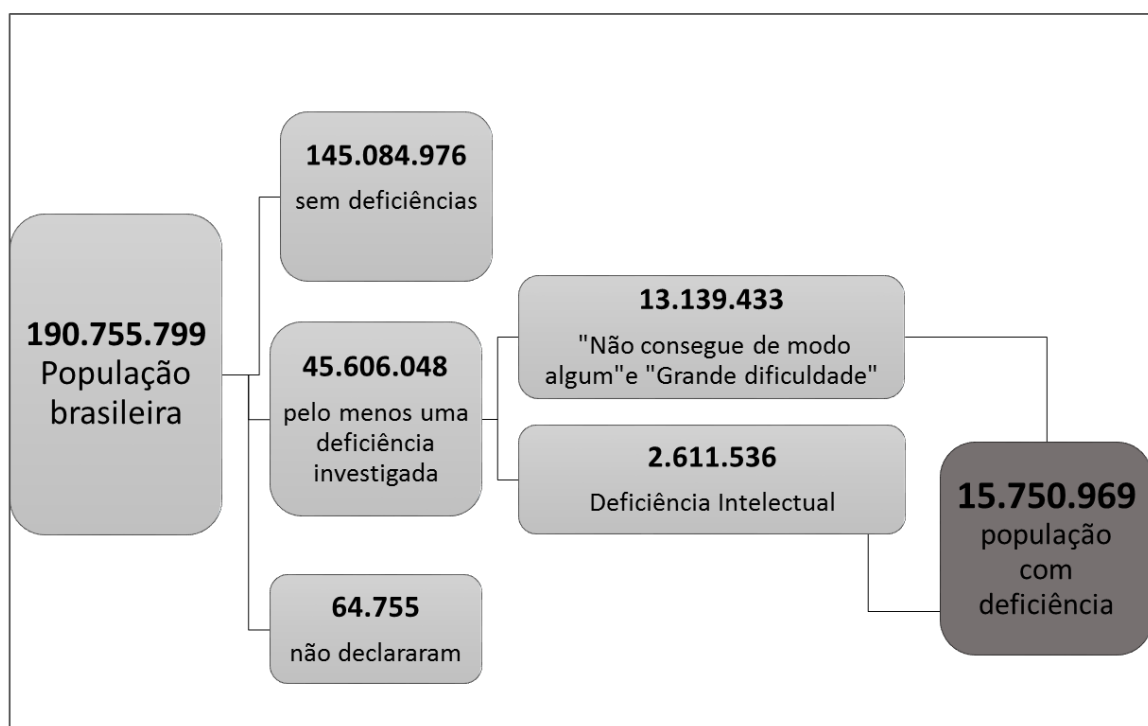 190.755.799
População
brasileira
145.084.976
sem deficiências
45.606.048
pelo menos uma
deficiência
investigada
64.755
não declararam
13.139.433
"Não consegue de modo
algum"e "Grande dificuldade"
2.611.536
Deficiência Intelectual
15.750.969
população
com
deficiência